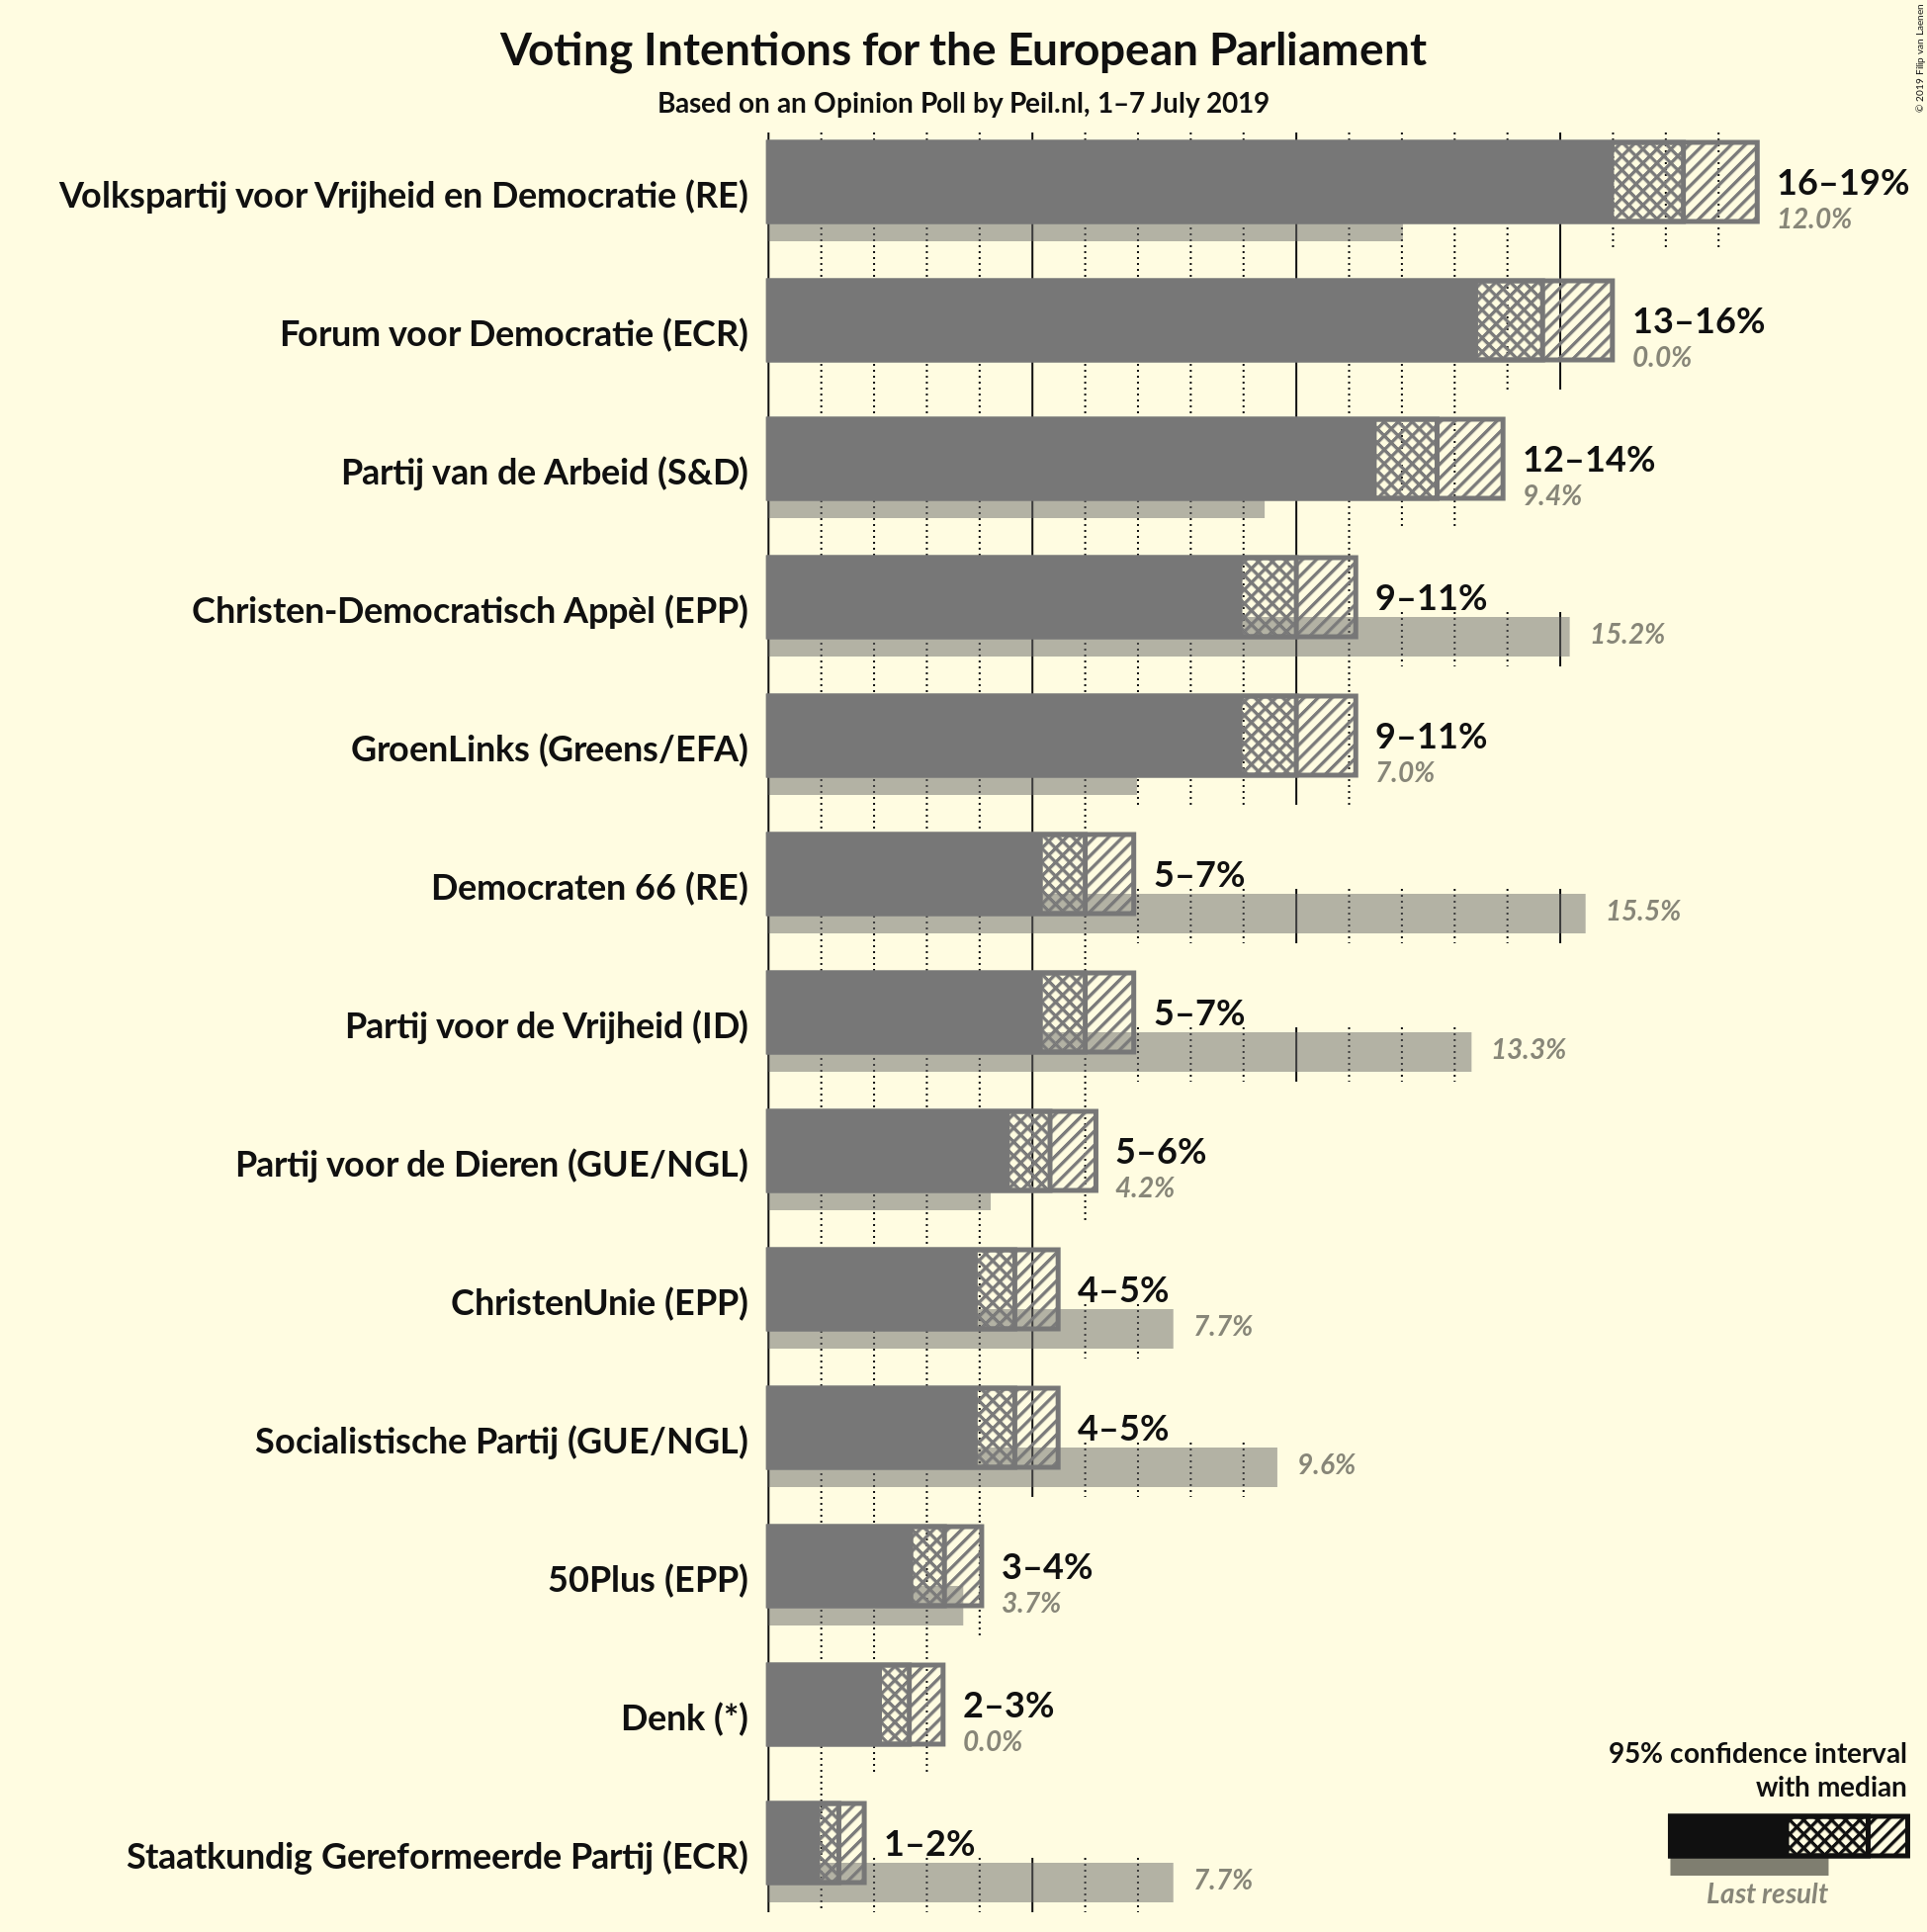 Voting Intentions for the European Parliament
Based on an Opinion Poll by Peil.nl, 1–7 July 2019
© 2019 Filip van Laenen
Volkspartij voor Vrijheid en Democratie (RE)
16–19%
12.0%
Forum voor Democratie (ECR)
13–16%
0.0%
Partij van de Arbeid (S&D)
12–14%
9.4%
Christen-Democratisch Appèl (EPP)
9–11%
15.2%
GroenLinks (Greens/EFA)
9–11%
7.0%
Democraten 66 (RE)
5–7%
15.5%
Partij voor de Vrijheid (ID)
5–7%
13.3%
Partij voor de Dieren (GUE/NGL)
5–6%
4.2%
ChristenUnie (EPP)
4–5%
7.7%
Socialistische Partij (GUE/NGL)
4–5%
9.6%
50Plus (EPP)
3–4%
3.7%
Denk (*)
2–3%
0.0%
Staatkundig Gereformeerde Partij (ECR)
1–2%
7.7%
95% confidence interval
with median
Last result